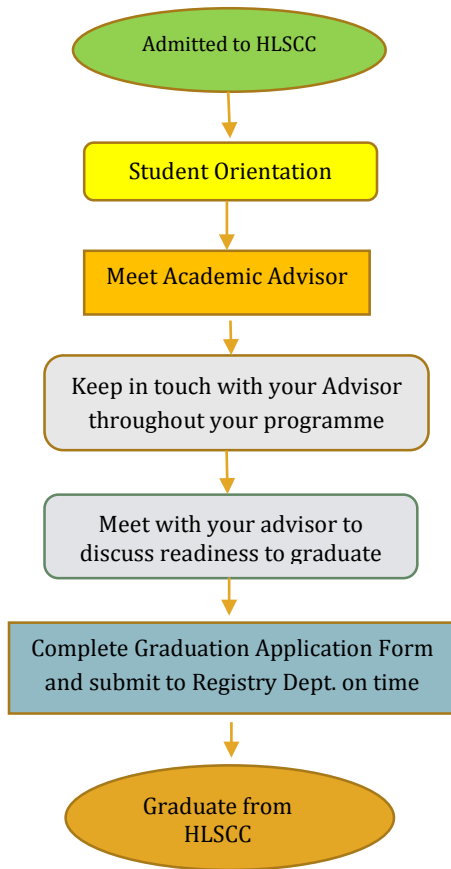 Admitted to HLSCC
Student Orientation
Meet Academic Advisor
Keep in touch with your Advisor
throughout your programme
Meet with your advisor to
discuss readiness to graduate
Complete Graduation Application Form
and submit to Registry Dept. on time
Graduate from
HLSCC